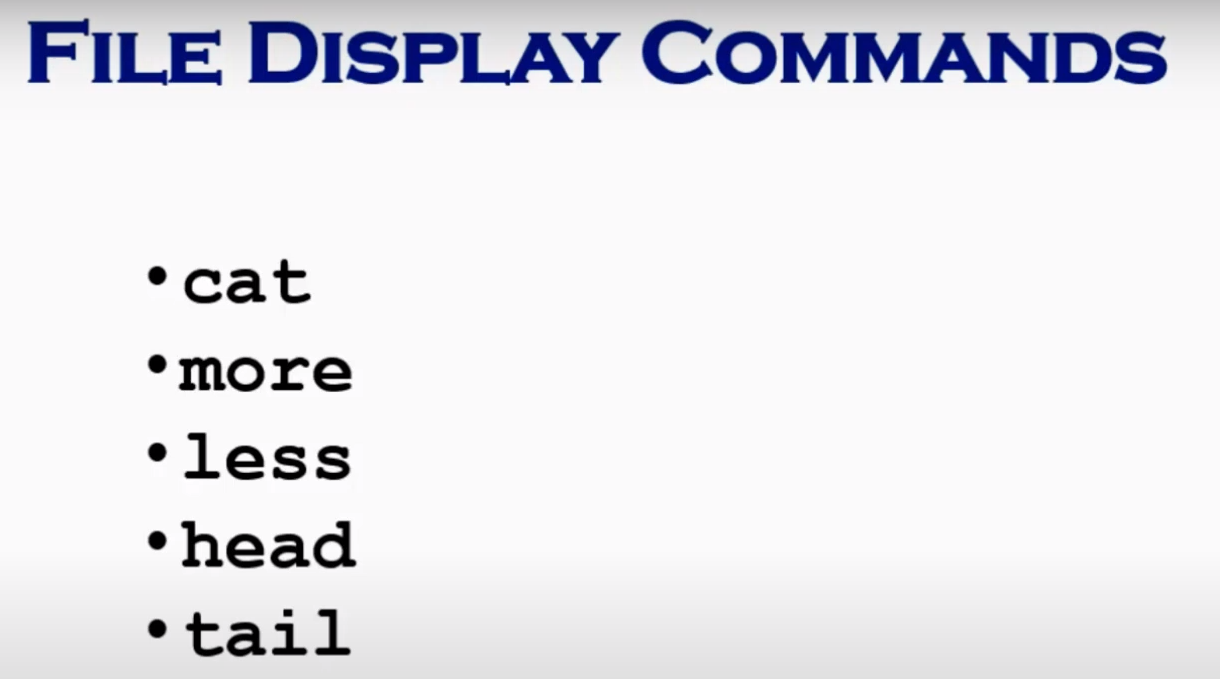 FILE DISPLAY COMMANDS
•cat
•more
•less
•head
•tail